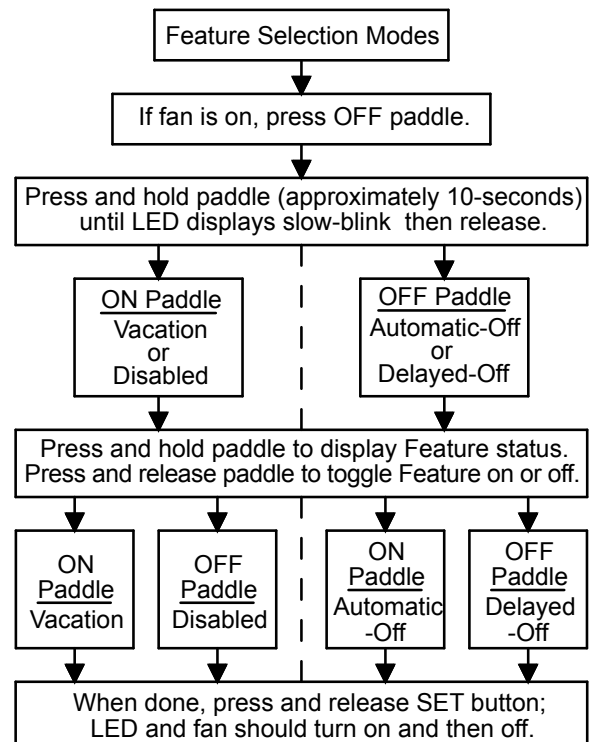 Feature Selection Modes
If fan is on, press OFF paddle.
Press and hold paddle (approximately 10-seconds)
until LED displays slow-blink then release.
ON Paddle
Vacation
or
Disabled
OFF Paddle
Automatic-Off
or
Delayed-Off
Press and hold paddle to display Feature status.
Press and release paddle to toggle Feature on or off.
ON
Paddle
Vacation
OFF
Paddle
Disabled
ON
Paddle
Automatic
-Off
OFF
Paddle
Delayed
-Off
When done, press and release SET button;
LED and fan should turn on and then off.